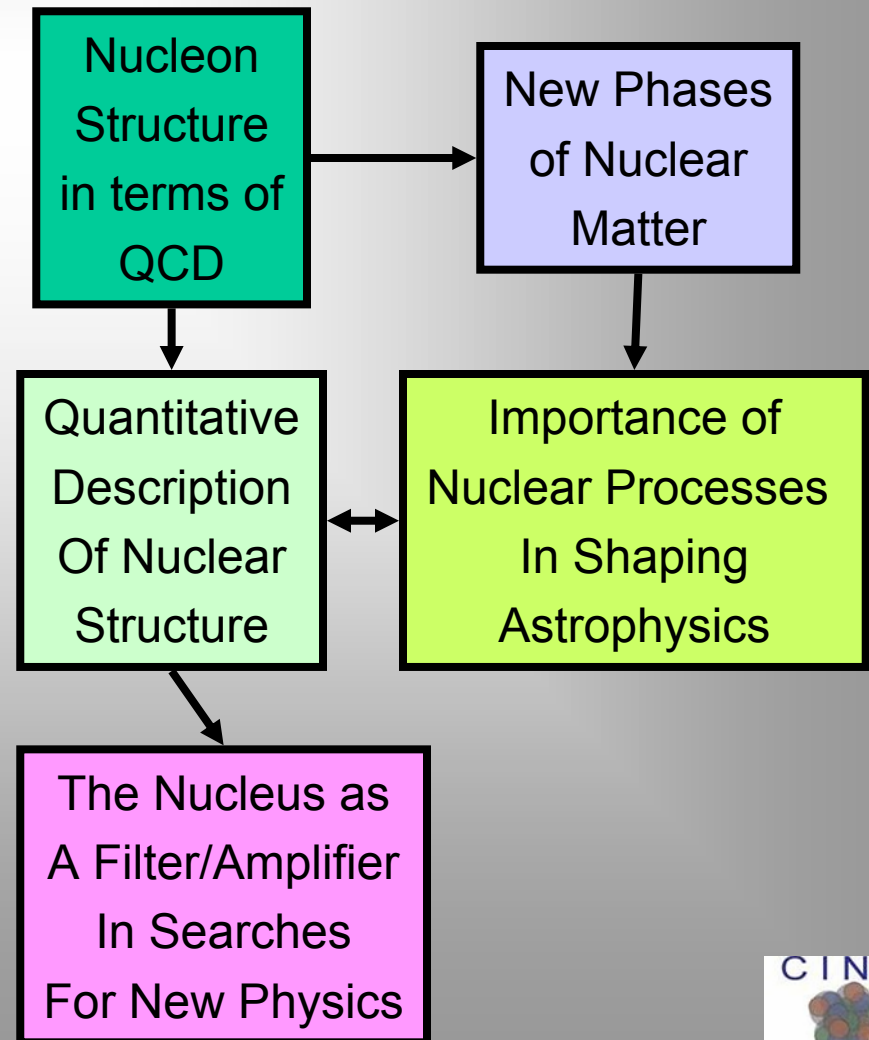 Nucleon
Structure
in terms of
QCD
New Phases
of Nuclear
Matter
Quantitative
Description
Of Nuclear
Structure
Importance of
Nuclear Processes
In Shaping
Astrophysics
The Nucleus as
A Filter/Amplifier
In Searches
For New Physics
CIN